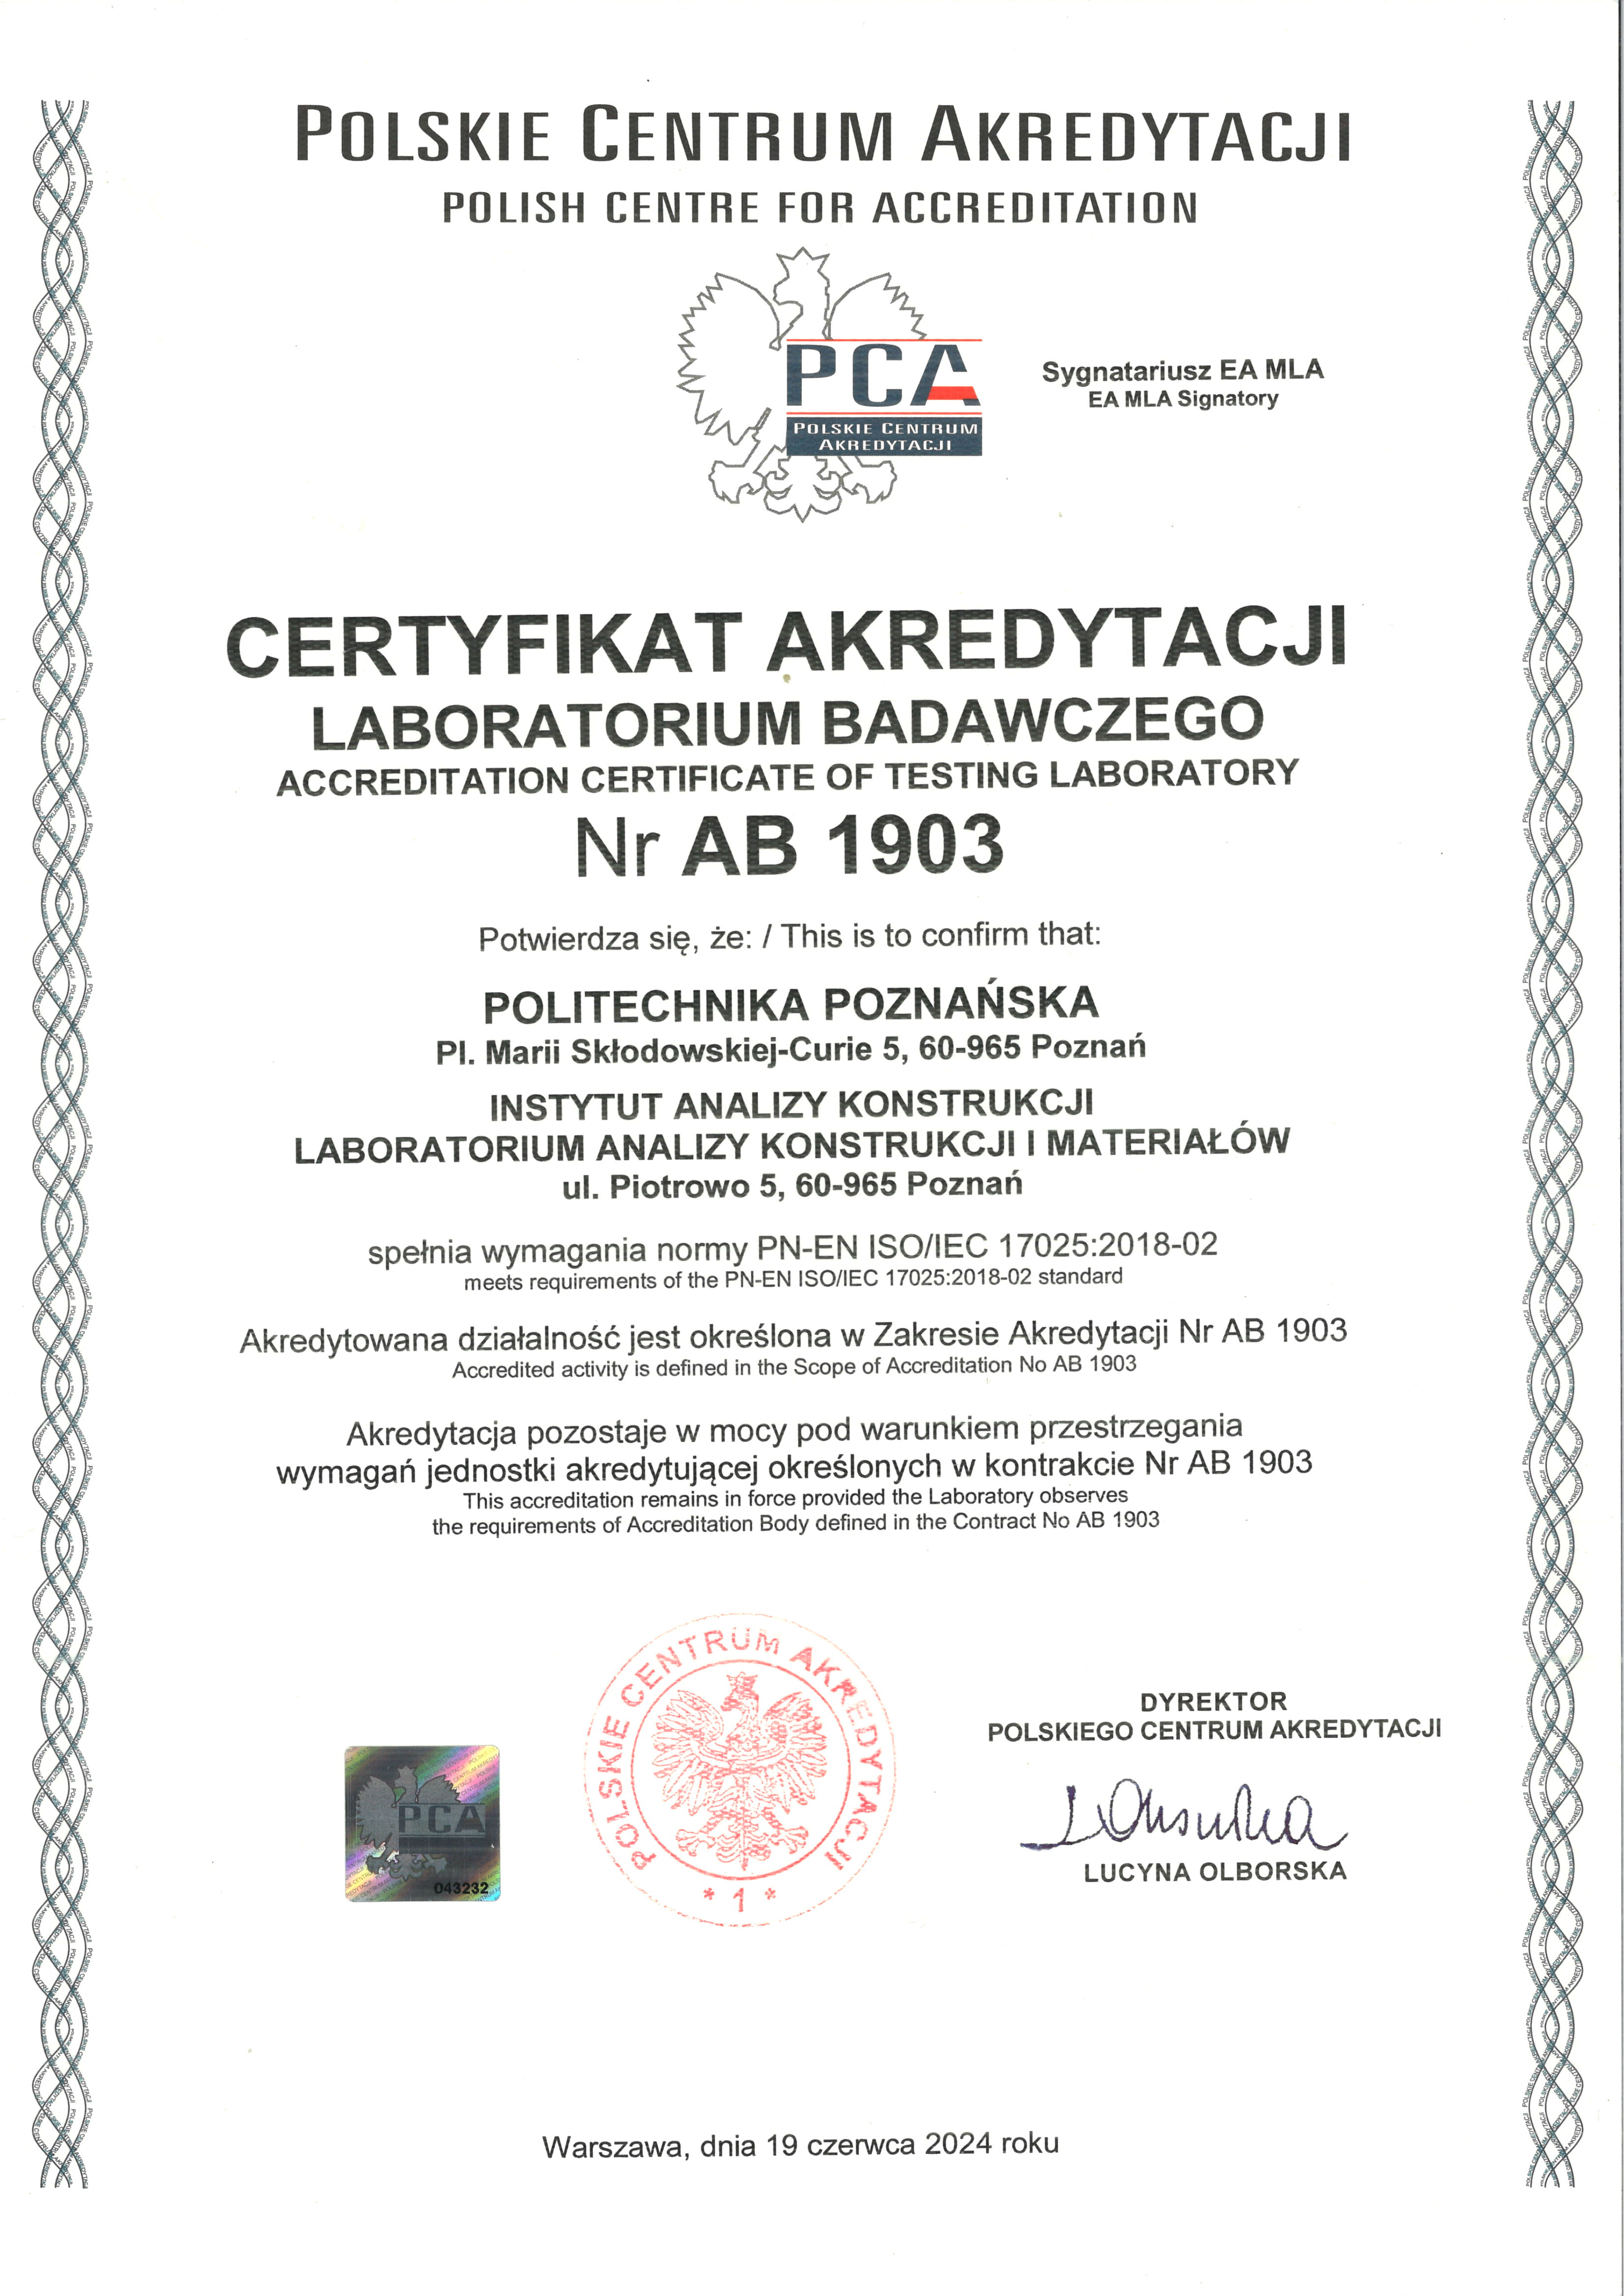 POLSKIE CENTRUM AKREDYTACJI
POLISH CENTRE FOR ACCREDITATION
PCA
POLSKIE CENTRUM
AKREDYTACJI
Sygnatariusz EA MLA
EA MLA Signatory
CERTYFIKAT AKREDYTACJI
LABORATORIUM BADAWCZEGO
ACCREDITATION CERTIFICATE OF TESTING LABORATORY
Nr AB 1903
Potwierdza się, że: / This is to confirm that:
POLITECHNIKA POZNAŃSKA
Pl. Marii Skłodowskiej-Curie 5, 60-965 Poznań
INSTYTUT ANALIZY KONSTRUKCJI
LABORATORIUM ANALIZY KONSTRUKCJI I MATERIAŁÓW
ul. Piotrowo 5, 60-965 Poznań
spełnia wymagania normy PN-EN ISO/IEC 17025:2018-02
meets requirements of the PN-EN ISO/IEC 17025:2018-02 standard
Akredytowana działalność jest określona w Zakresie Akredytacji Nr AB 1903
Accredited activity is defined in the Scope of Accreditation No AB 1903
Akredytacja pozostaje w mocy pod warunkiem przestrzegania
wymagań jednostki akredytującej określonych w kontrakcie Nr AB 1903
This accreditation remains in force provided the Laboratory observes
the requirements of Accreditation Body defined in the Contract No AB 1903
PCA
043232
POLSKIE CENTRUM AKREDYTACJI
* 1 *
DYREKTOR
POLSKIEGO CENTRUM AKREDYTACJI
LUCYNA OLBORSKA
Warszawa, dnia 19 czerwca 2024 roku